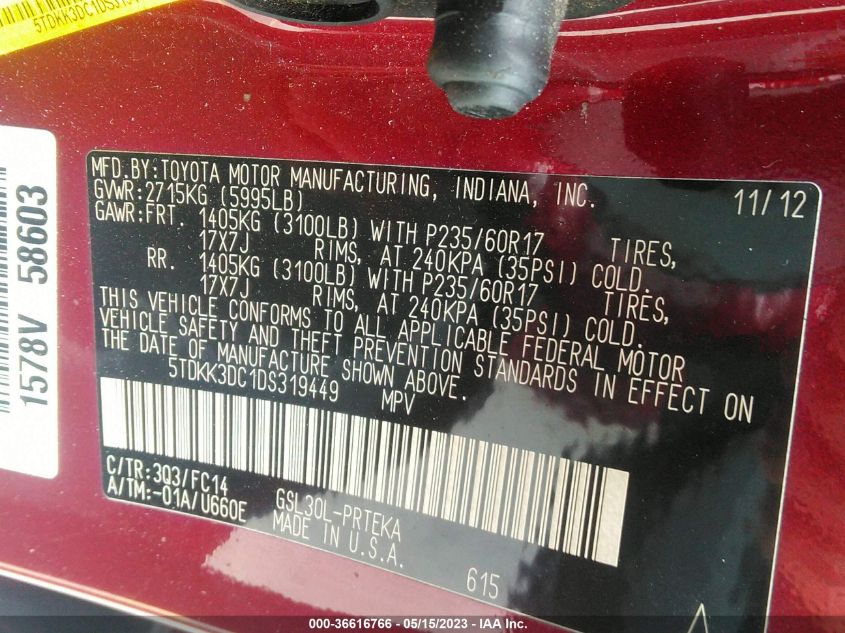 5TDKK3DC1DS319
1578V 58603
MFD.BY:TOYOTA MOTOR MANUFACTURING, INDIANA, INC. 11/12
GVWR:2715KG (5995LB)
GAWR:FRT. 1405KG (3100LB) WITH P235/60R17 TIRES,
17X7J RIMS, AT 240KPA (35PSI) COLD.
RR. 1405KG (3100LB) WITH P235/60R17 TIRES,
17X7J RIMS, AT 240KPA (35PSI) COLD.
THIS VEHICLE CONFORMS TO ALL APPLICABLE FEDERAL MOTOR
VEHICLE SAFETY AND THEFT PREVENTION STANDARDS IN EFFECT ON
THE DATE OF MANUFACTURE SHOWN ABOVE.
5TDKK3DC1DS319449 MPV
C/TR:3Q3/FC14
A/TM:-01A/U660E
GSL30L-PRTEKA
MADE IN U.S.A.
615
000-36616766 - 05/15/2023 - IAA Inc.